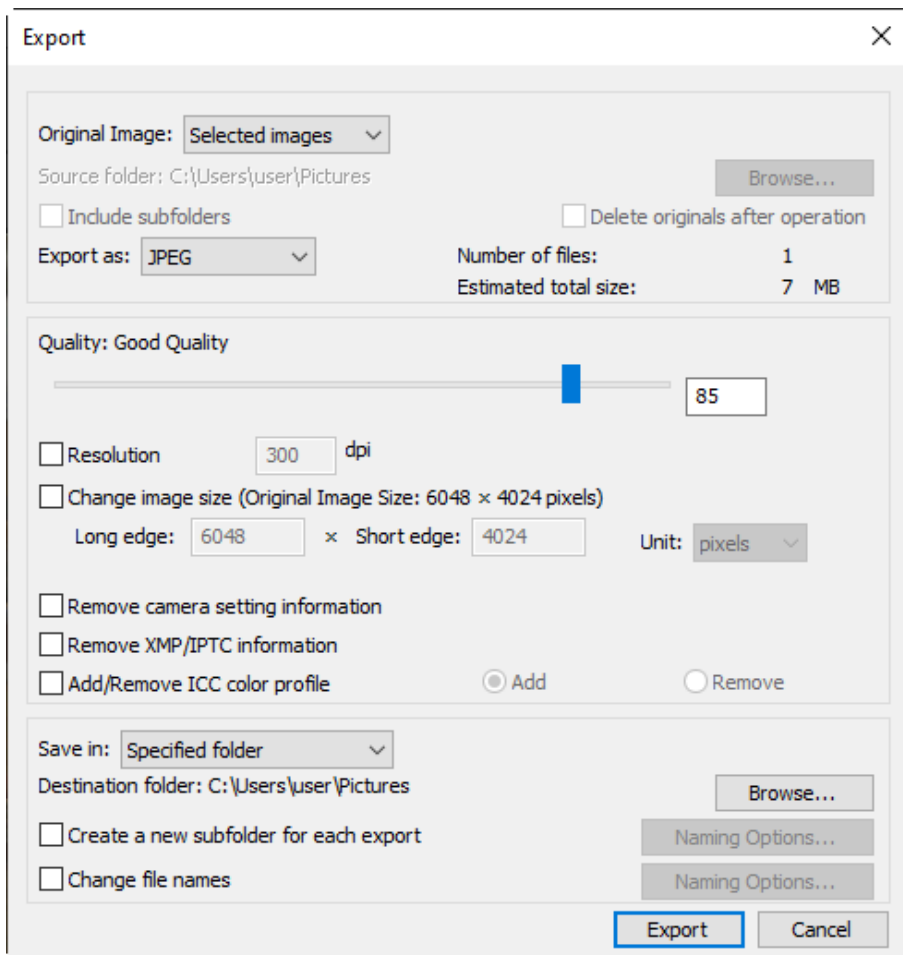 Export
Original Image: Selected images
Source folder: C:\Users\user\Pictures Browse...
Include subfolders Delete originals after operation
Export as: JPEG Number of files: 1
Estimated total size: 7 MB
Quality: Good Quality
85
Resolution 300 dpi
Change image size (Original Image Size: 6048 × 4024 pixels)
Long edge: 6048 × Short edge: 4024 Unit: pixels
Remove camera setting information
Remove XMP/IPTC information
Add/Remove ICC color profile Add Remove
Save in: Specified folder
Destination folder: C:\Users\user\Pictures Browse...
Create a new subfolder for each export Naming Options...
Change file names Naming Options...
Export Cancel